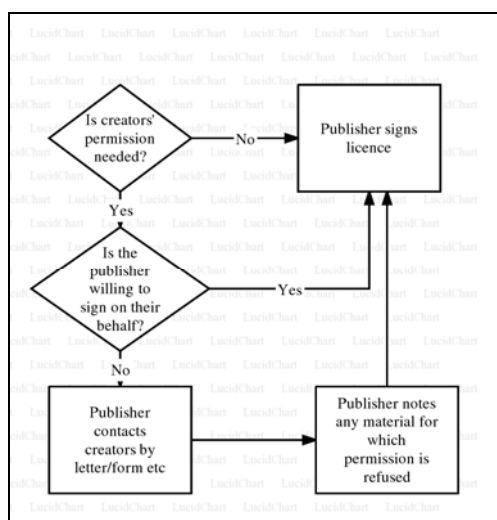 Is creators'
permission
needed?
No
Publisher signs
licence
Yes
Is the
publisher
willing to
sign on their
behalf?
Yes
No
Publisher
contacts
creators by
letter/form etc
Publisher notes
any material for
which
permission is
refused